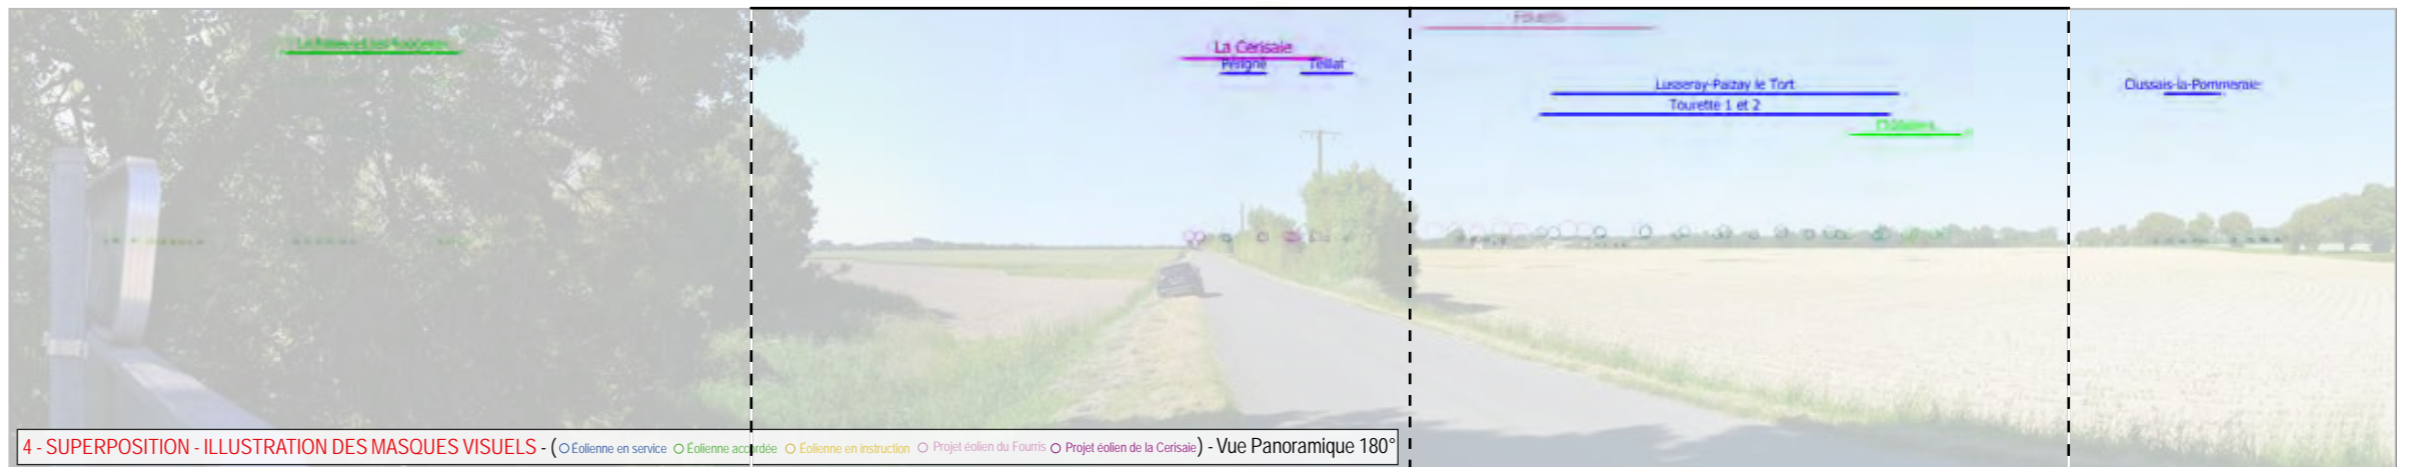 La Cerisaie
Périgné
Teillat
Lusseray-Paizay le Tort
Tourette 1 et 2
Clussais-la-Pommeraie
4 - SUPERPOSITION - ILLUSTRATION DES MASQUES VISUELS - ( Éolienne en service Éolienne accordée Éolienne en instruction Projet éolien du Fourris Projet éolien de la Cerisaie) - Vue Panoramique 180°